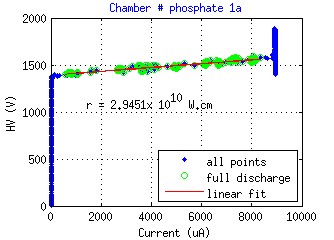 Chamber # phosphate 1a
2000
1500
1000
500
0
HV (V)
r = 2.9451x 10^10 W.cm
all points
full discharge
linear fit
0 2000 4000 6000 8000 10000
Current (uA)